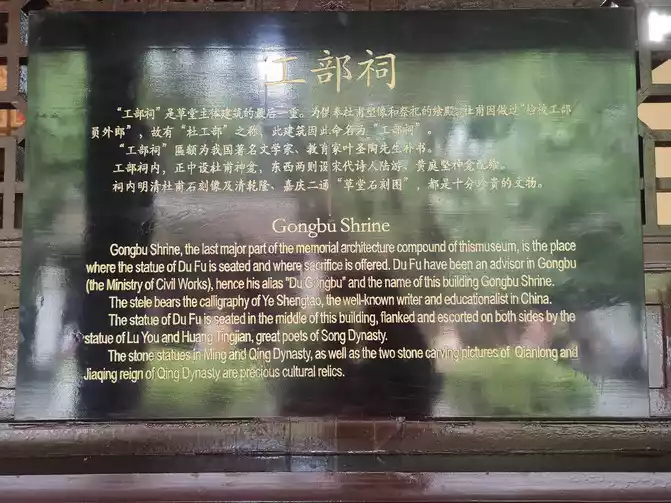 工部祠
“工部祠”是草堂主体建筑的最后一重。为供奉杜甫塑像和祭祀的飨殿。杜甫因做过“检校工部
员外郎”，故有“杜工部”之称，此建筑因此命名为“工部祠”。
“工部祠”匾额为我国著名文学家、教育家叶圣陶先生补书。
工部祠内，正中设杜甫神龛，东西两则设宋代诗人陆游、黄庭坚神龛配飨。
祠内明清杜甫石刻像及清乾隆、嘉庆二通“草堂石刻图”，都是十分珍贵的文物。
Gongbu Shrine
Gongbu Shrine, the last major part of the memorial architecture compound of thismuseum, is the place
where the statue of Du Fu is seated and where sacrifice is offered. Du Fu have been an advisor in Gongbu
(the Ministry of Civil Works), hence his alias "Du Gongbu" and the name of this building Gongbu Shrine.
The stele bears the calligraphy of Ye Shengtao, the well-known writer and educationalist in China.
The statue of Du Fu is seated in the middle of this building, flanked and escorted on both sides by the
statue of Lu You and Huang Tingjian, great poets of Song Dynasty.
The stone statues in Ming and Qing Dynasty, as well as the two stone carving pictures of Qianlong and
Jiaqing reign of Qing Dynasty are precious cultural relics.